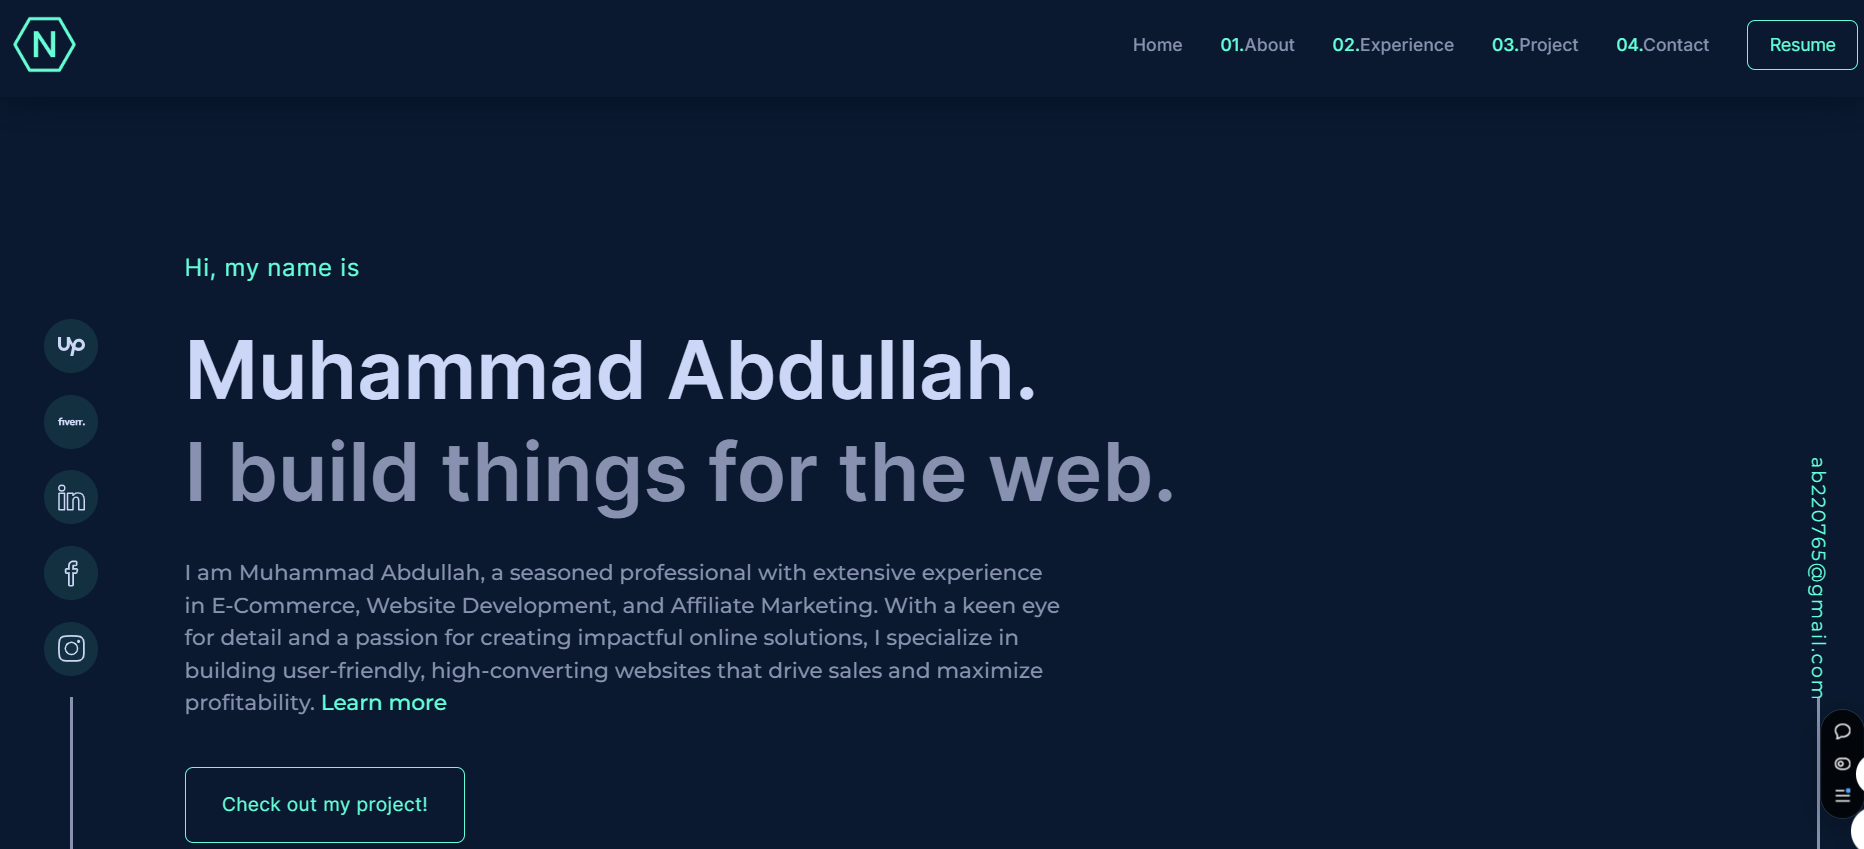 N
Home 01.About 02.Experience 03.Project 04.Contact Resume
Hi, my name is
Muhammad Abdullah.
I build things for the web.
I am Muhammad Abdullah, a seasoned professional with extensive experience
in E-Commerce, Website Development, and Affiliate Marketing. With a keen eye
for detail and a passion for creating impactful online solutions, I specialize in
building user-friendly, high-converting websites that drive sales and maximize
profitability. Learn more
Check out my project!
up
fiverr.
in
f
ab220765@gmail.com